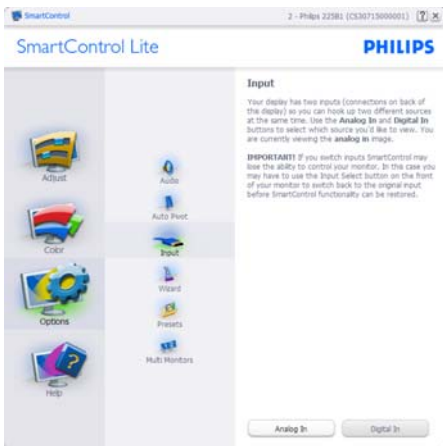 SmartControl
2 - Philips 225B1 (CS30715000001)
SmartControl Lite
PHILIPS
Adjust
Color
Options
Help
Audio
Auto Pivot
Input
Wizard
Presets
Multi Monitors
Input
Your display has two inputs (connections on back of
this display) so you can hook up two different sources
at the same time. Use the Analog In and Digital In
buttons to select which source you'd like to view. You
are currently viewing the analog in image.
IMPORTANT! If you switch inputs SmartControl may
lose the ability to control your monitor. In this case you
may have to use the Input Select button on the front
of your monitor to switch back to the original input
before SmartControl functionality can be restored.
Analog In
Digital In